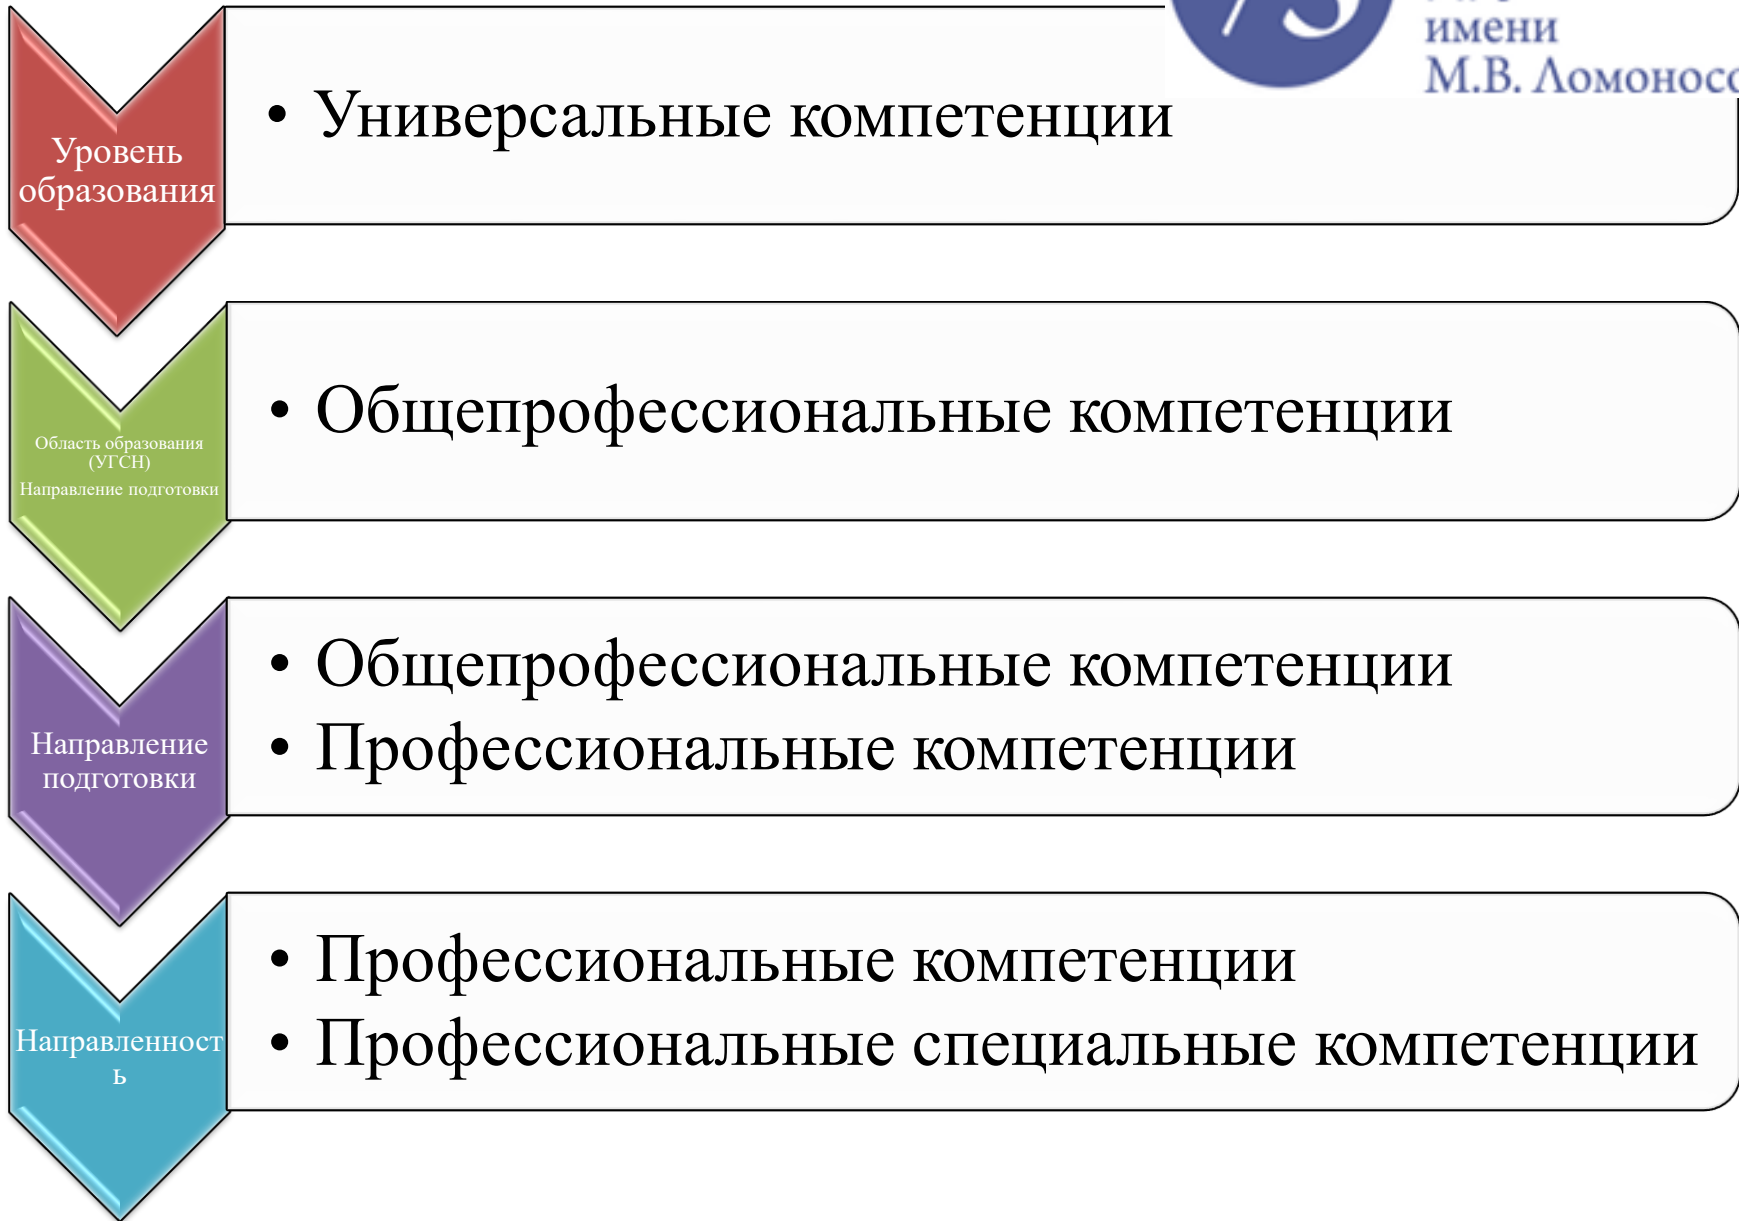 имени
М.В. Ломоносо
Уровень
образования
• Универсальные компетенции
Область образования
(УГСН)
Направление подготовки
• Общепрофессиональные компетенции
Направление
подготовки
• Общепрофессиональные компетенции
• Профессиональные компетенции
Направленност
ь
• Профессиональные компетенции
• Профессиональные специальные компетенции